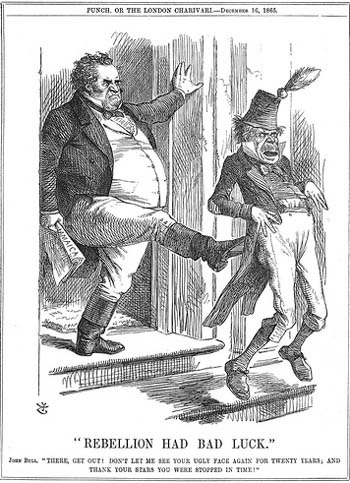 PUNCH, OR THE LONDON CHARIVARI.—DECEMBER 16, 1865.
JAMAICA
"REBELLION HAD BAD LUCK."
JOHN BULL. "THERE, GET OUT! DON'T LET ME SEE YOUR UGLY FACE AGAIN FOR TWENTY YEARS; AND
THANK YOUR STARS YOU WERE STOPPED IN TIME!"